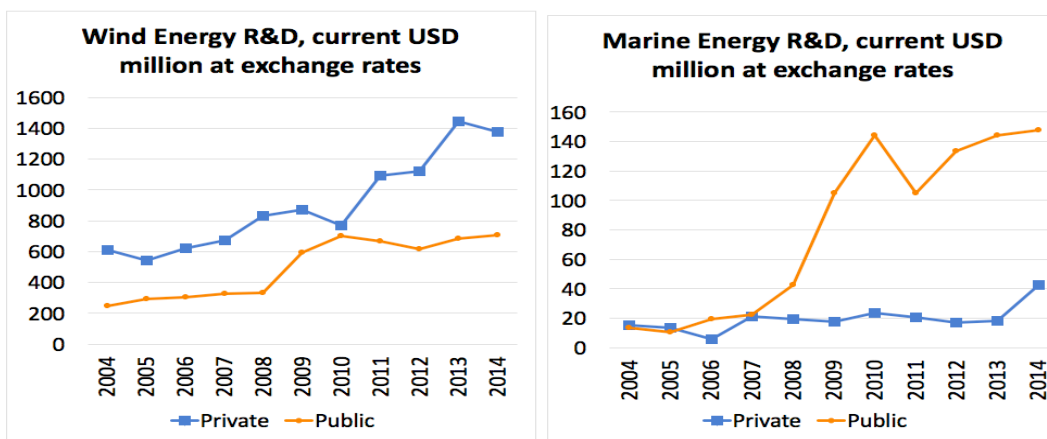 Wind Energy R&D, current USD
million at exchange rates
1600
1400
1200
1000
800
600
400
200
0
2004 2005 2006 2007 2008 2009 2010 2011 2012 2013 2014
Private Public
Marine Energy R&D, current USD
million at exchange rates
160
140
120
100
80
60
40
20
0
2004 2005 2006 2007 2008 2009 2010 2011 2012 2013 2014
Private Public